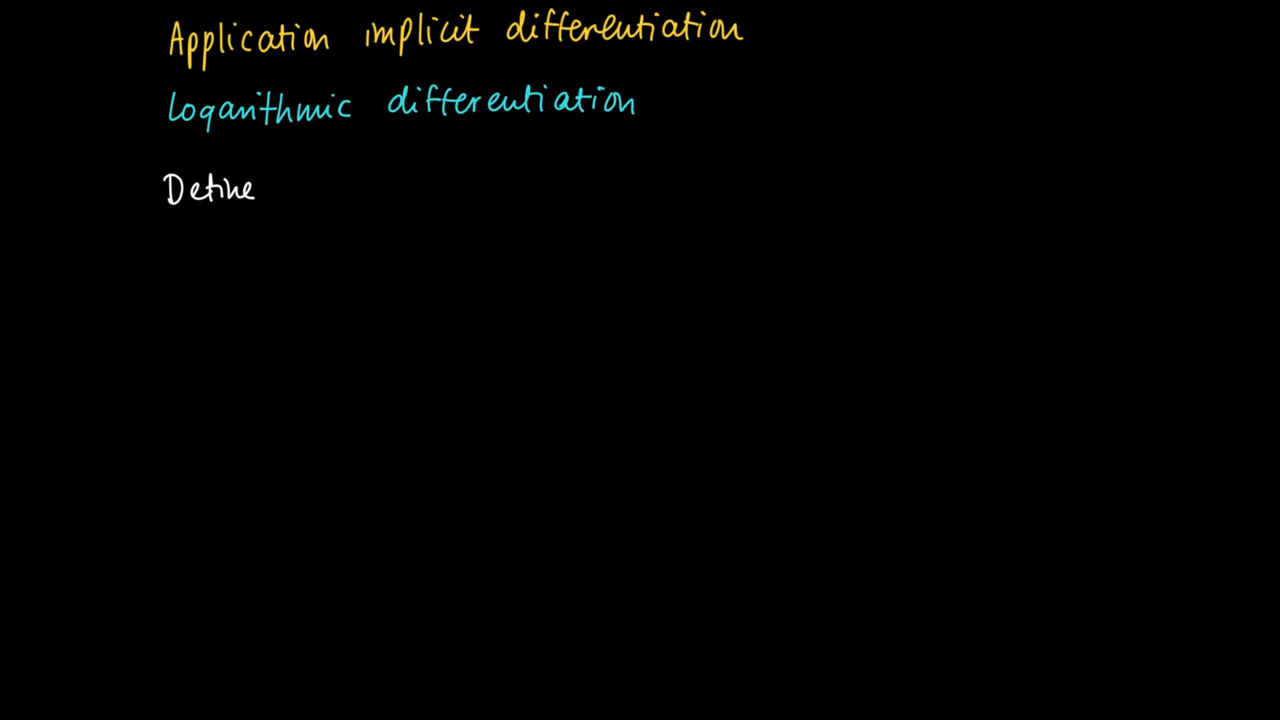 Application implicit differentiation
Logarithmic differentiation
Define